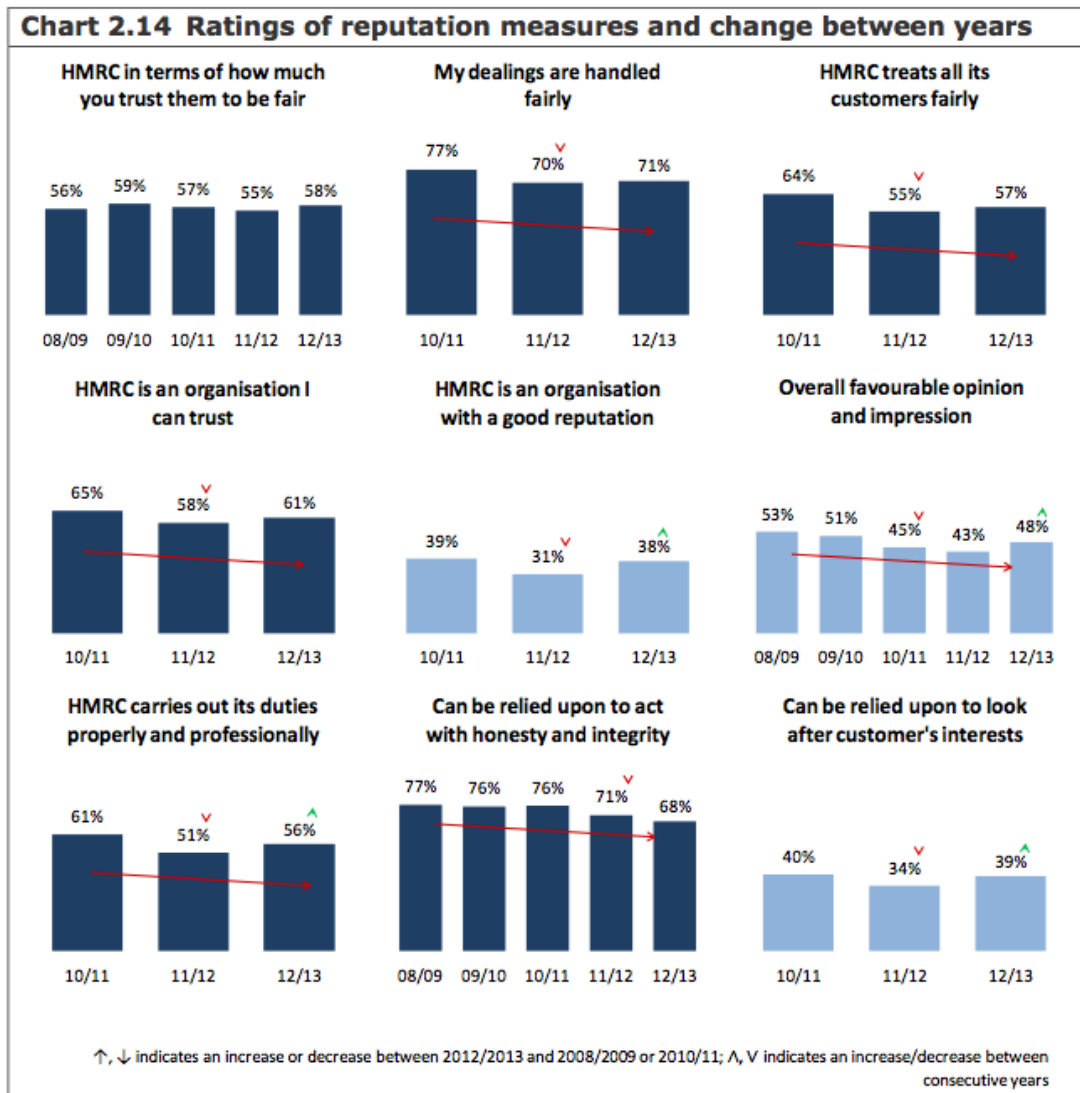 Chart 2.14 Ratings of reputation measures and change between years
HMRC in terms of how much
you trust them to be fair
56%
59%
57%
55%
58%
08/09
09/10
10/11
11/12
12/13
My dealings are handled
fairly
77%
V
70%
71%
10/11
11/12
12/13
HMRC treats all its
customers fairly
64%
V
55%
57%
10/11
11/12
12/13
HMRC is an organisation I
can trust
65%
V
58%
61%
10/11
11/12
12/13
HMRC is an organisation
with a good reputation
39%
V
31%
Λ
38%
10/11
11/12
12/13
Overall favourable opinion
and impression
53%
51%
V
45%
43%
Λ
48%
08/09
09/10
10/11
11/12
12/13
HMRC carries out its duties
properly and professionally
61%
V
51%
Λ
56%
10/11
11/12
12/13
Can be relied upon to act
with honesty and integrity
77%
76%
76%
V
71%
68%
08/09
09/10
10/11
11/12
12/13
Can be relied upon to look
after customer's interests
40%
V
34%
Λ
39%
10/11
11/12
12/13
↑, ↓ indicates an increase or decrease between 2012/2013 and 2008/2009 or 2010/11; Λ, V indicates an increase/decrease between
consecutive years